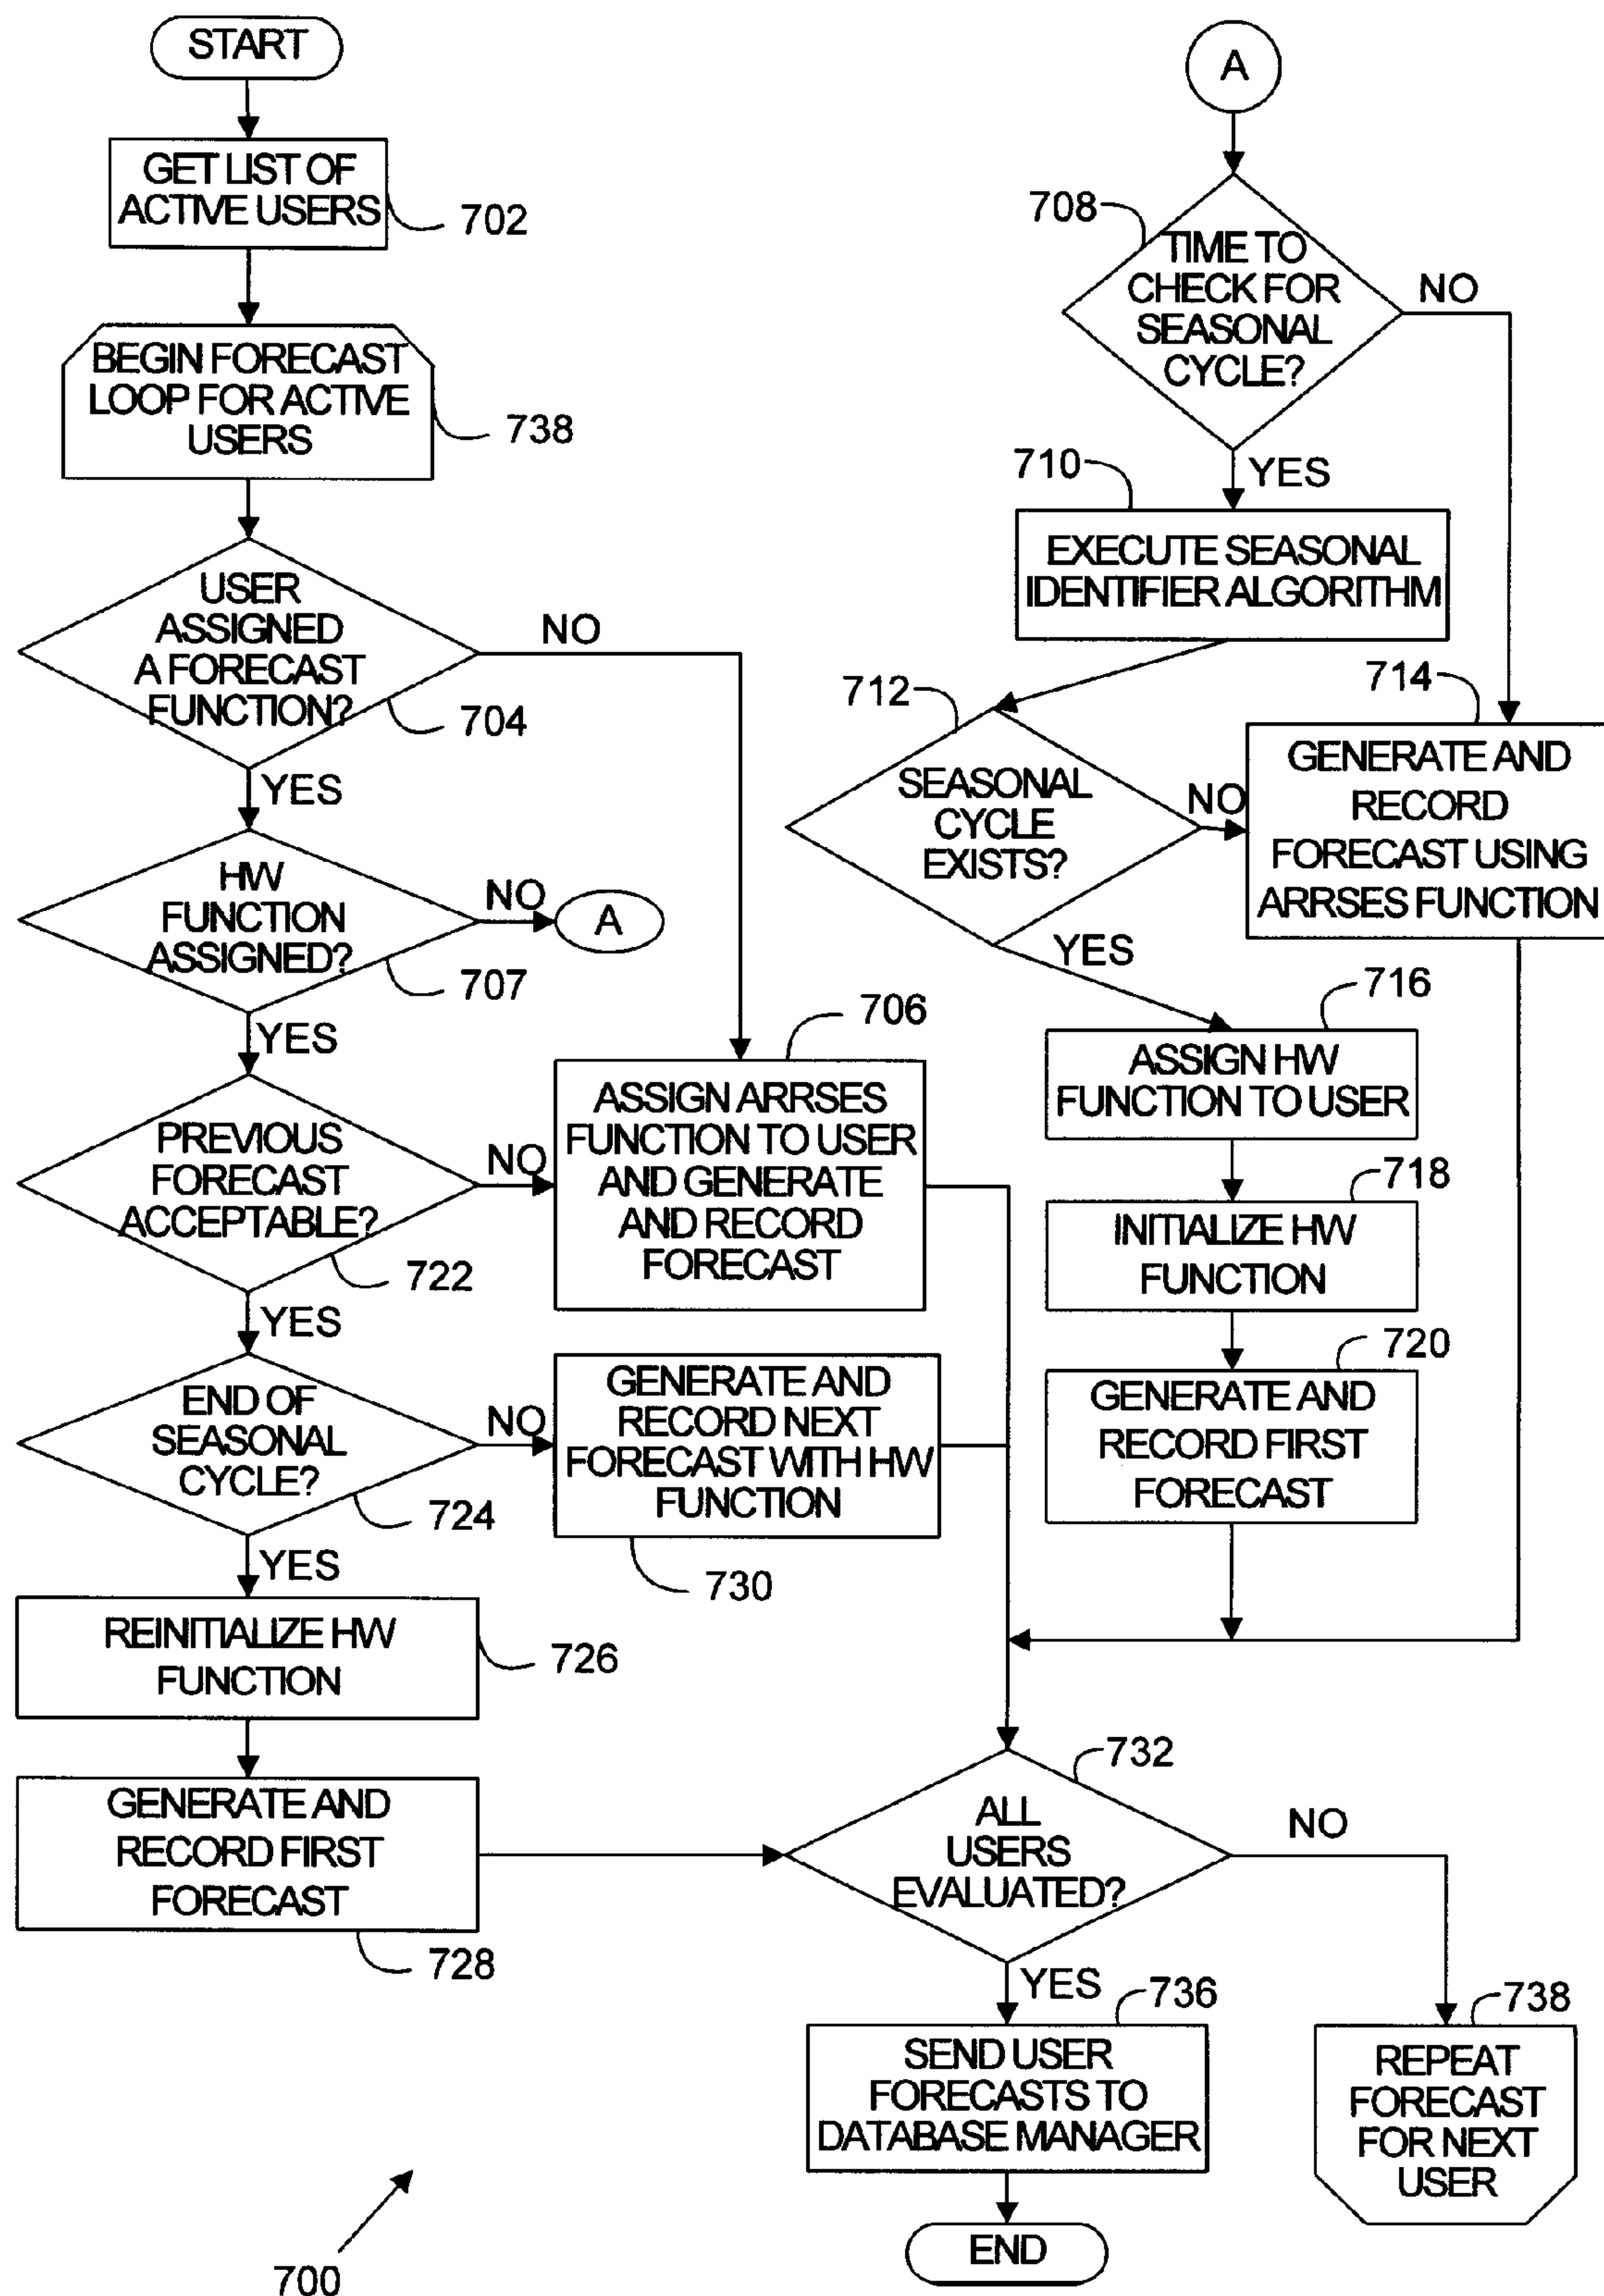 START
GET LIST OF
ACTIVE USERS
702
BEGIN FORECAST
LOOP FOR ACTIVE
USERS
738
USER
ASSIGNED
A FORECAST
FUNCTION?
704
NO
YES
HW
FUNCTION
ASSIGNED?
707
NO
A
YES
PREVIOUS
FORECAST
ACCEPTABLE?
722
NO
706
ASSIGN ARRSES
FUNCTION TO USER
AND GENERATE
AND RECORD
FORECAST
YES
END OF
SEASONAL
CYCLE?
724
NO
GENERATE AND
RECORD NEXT
FORECAST WITH HW
FUNCTION
730
YES
REINITIALIZE HW
FUNCTION
726
GENERATE AND
RECORD FIRST
FORECAST
728
A
708
TIME TO
CHECK FOR
SEASONAL
CYCLE?
NO
YES
710
EXECUTE SEASONAL
IDENTIFIER ALGORITHM
712
SEASONAL
CYCLE
EXISTS?
NO
714
GENERATE AND
RECORD
FORECAST USING
ARRSES FUNCTION
YES
716
ASSIGN HW
FUNCTION TO USER
718
INITIALIZE HW
FUNCTION
720
GENERATE AND
RECORD FIRST
FORECAST
732
ALL
USERS
EVALUATED?
NO
YES
736
SEND USER
FORECASTS TO
DATABASE MANAGER
738
REPEAT
FORECAST
FOR NEXT
USER
END
700